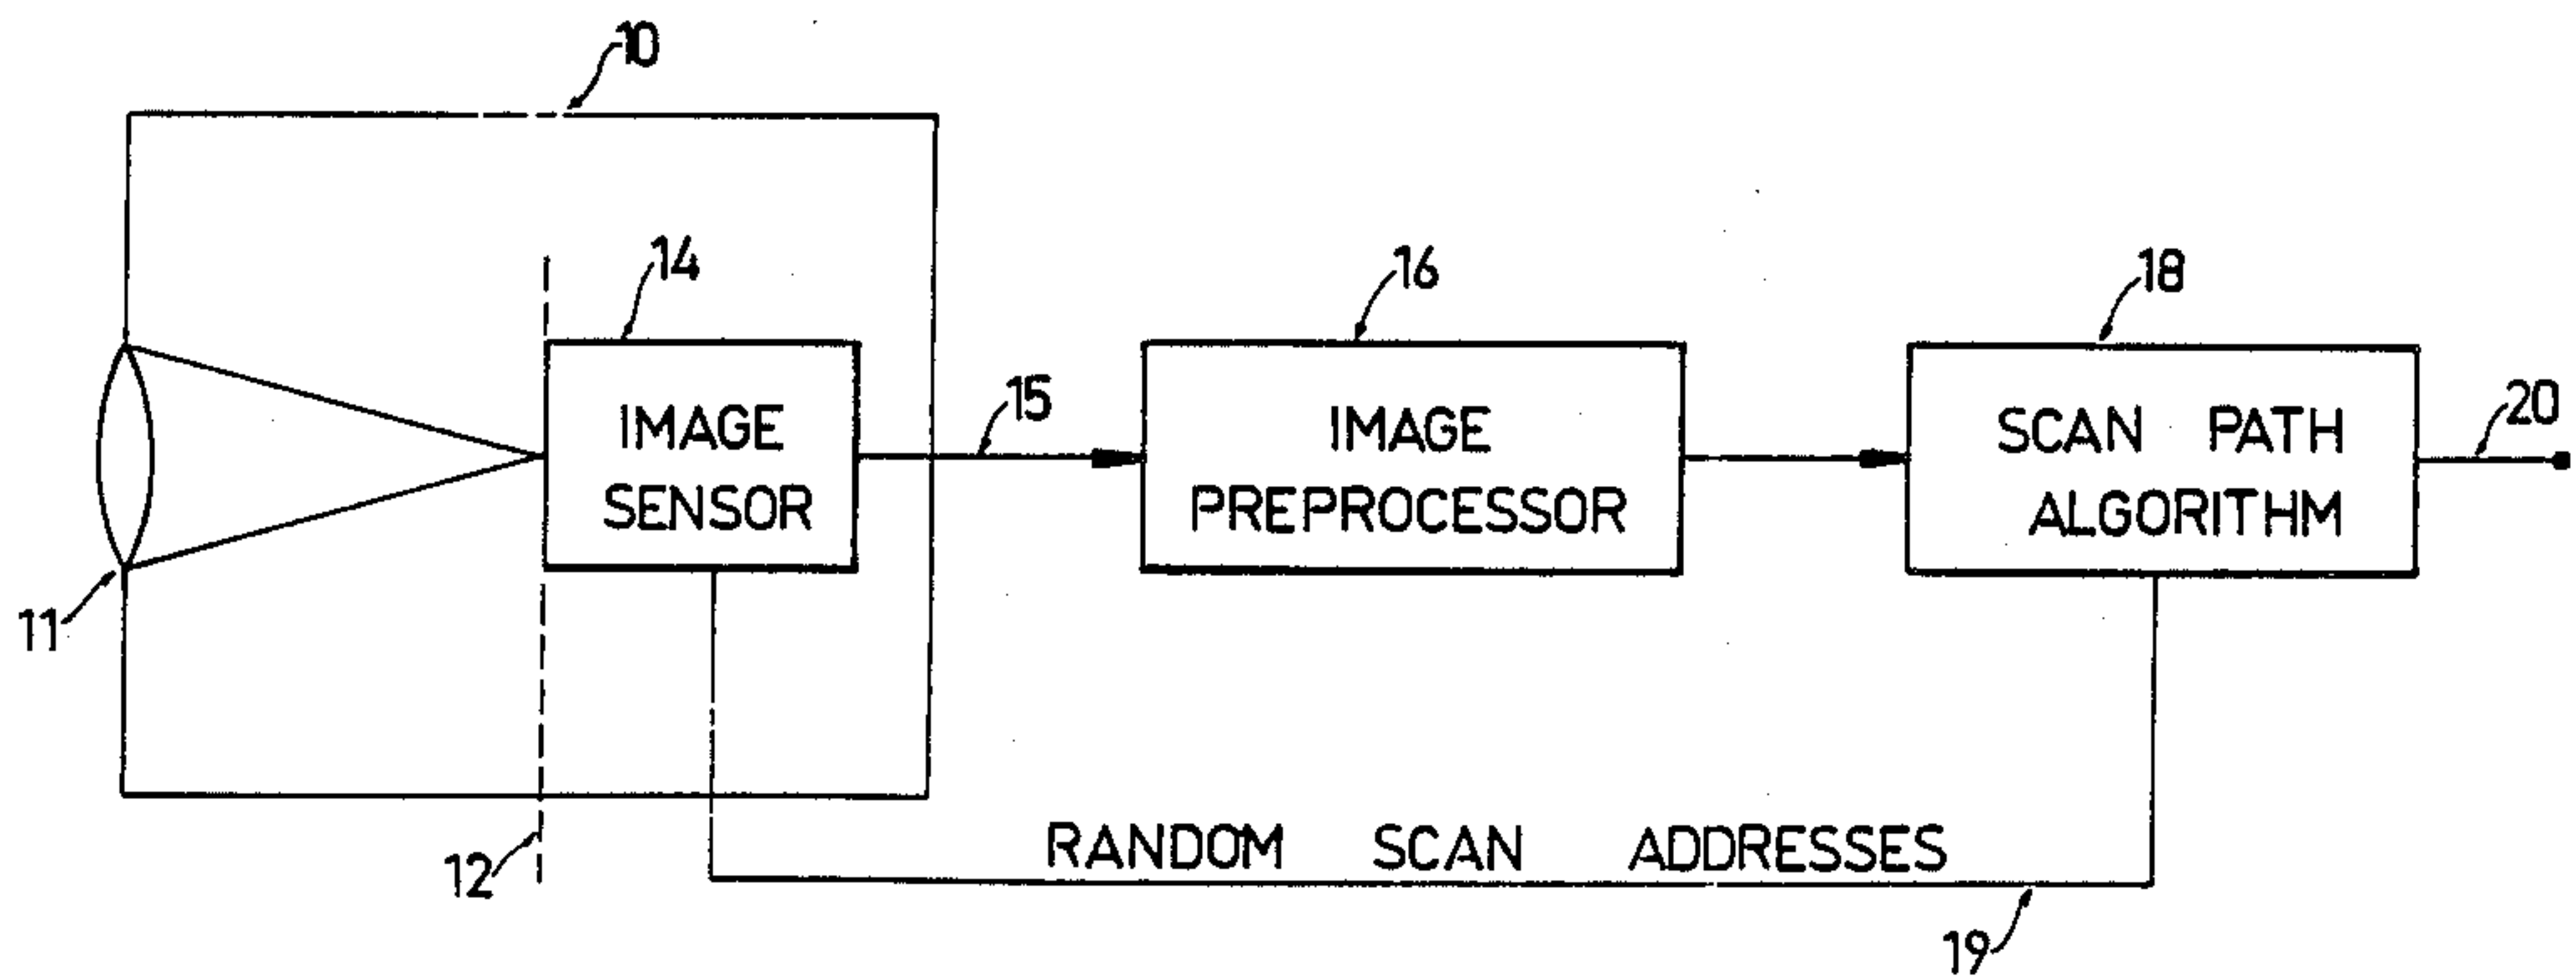 10
14
16
18
IMAGE
SENSOR
15
IMAGE
PREPROCESSOR
SCAN PATH
ALGORITHM
20
11
12
RANDOM SCAN ADDRESSES
19